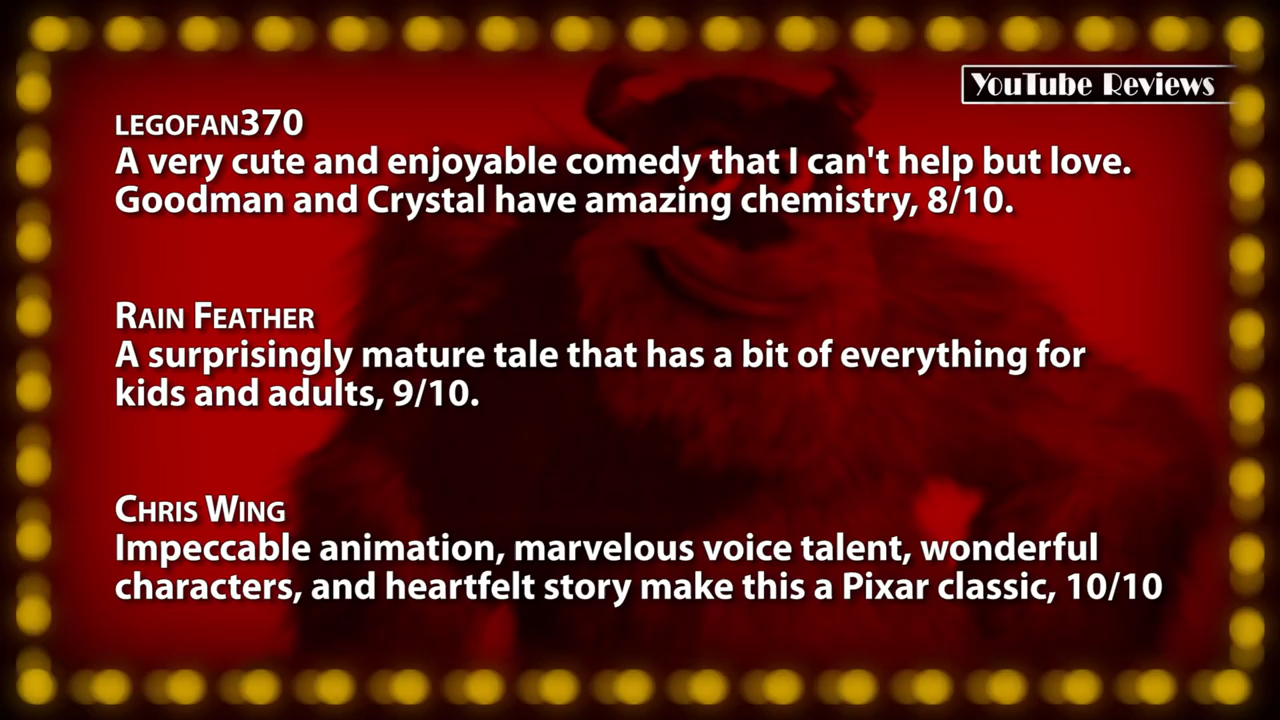 YouTube Reviews
legofan370
A very cute and enjoyable comedy that I can't help but love.
Goodman and Crystal have amazing chemistry, 8/10.
Rain Feather
A surprisingly mature tale that has a bit of everything for
kids and adults, 9/10.
Chris Wing
Impeccable animation, marvelous voice talent, wonderful
characters, and heartfelt story make this a Pixar classic, 10/10